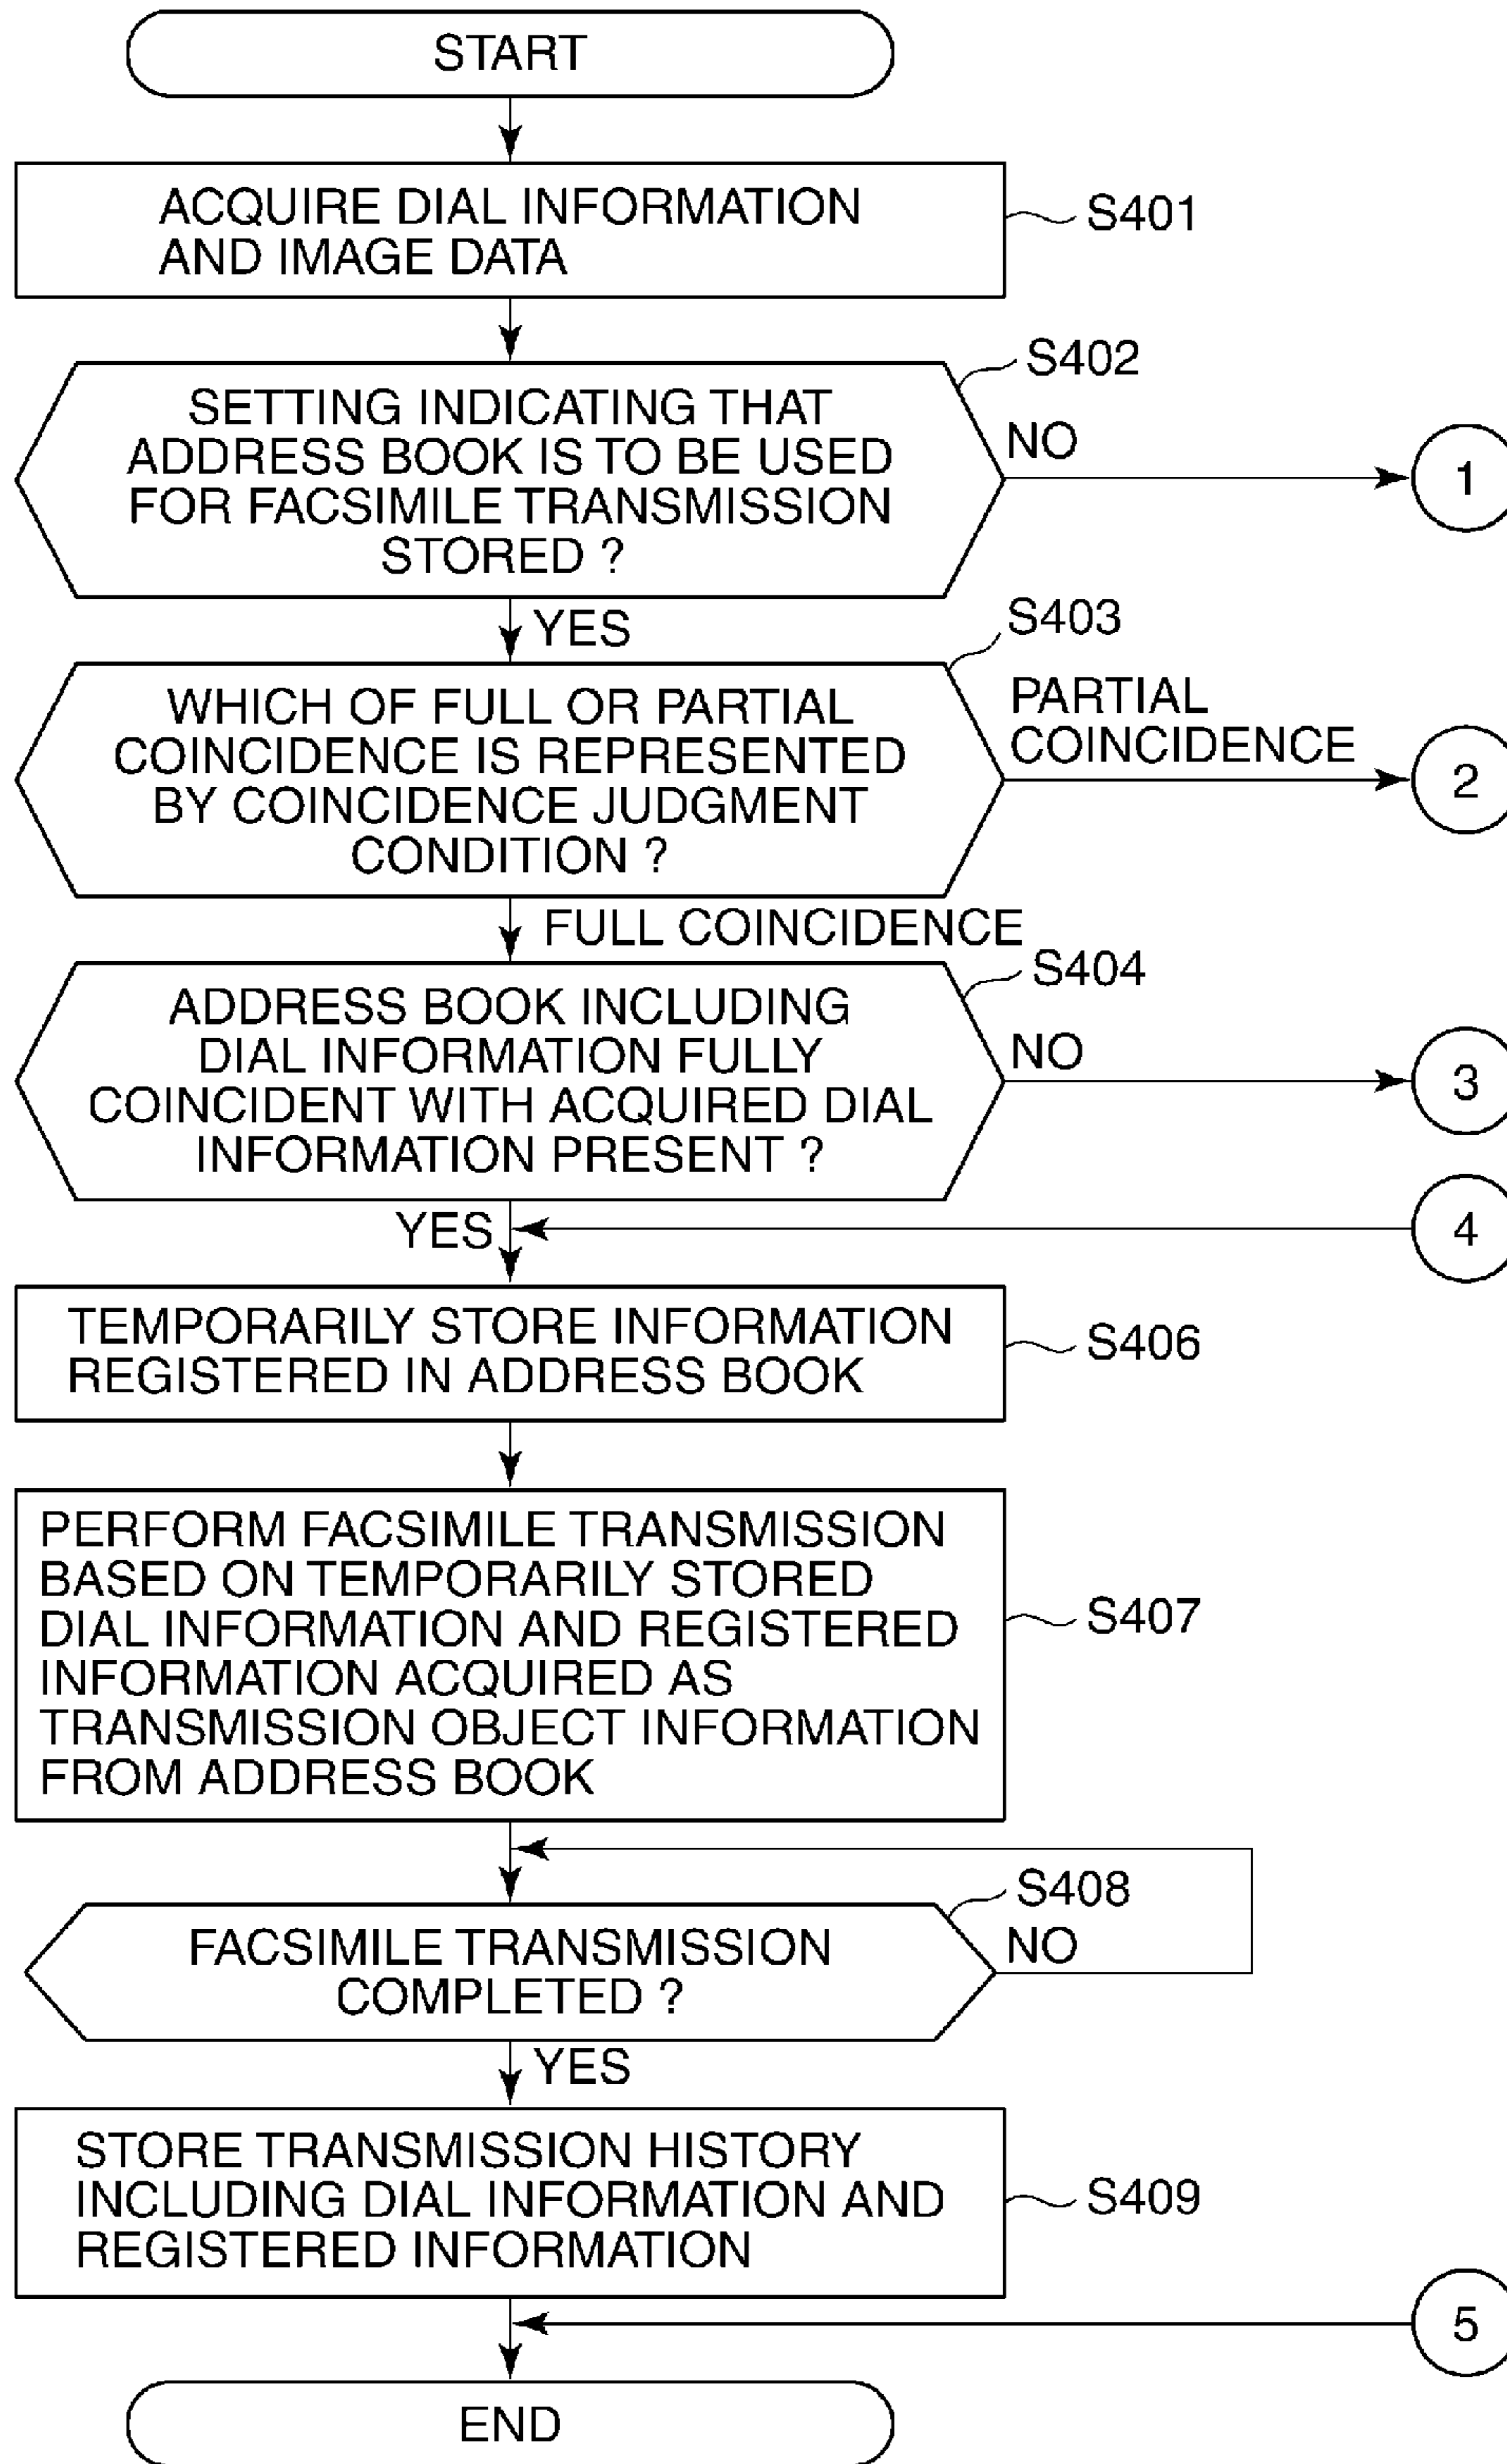 START
ACQUIRE DIAL INFORMATION
AND IMAGE DATA
S401
S402
SETTING INDICATING THAT
ADDRESS BOOK IS TO BE USED
FOR FACSIMILE TRANSMISSION
STORED ?
NO
1
YES
S403
WHICH OF FULL OR PARTIAL
COINCIDENCE IS REPRESENTED
BY COINCIDENCE JUDGMENT
CONDITION ?
PARTIAL
COINCIDENCE
2
FULL COINCIDENCE
S404
ADDRESS BOOK INCLUDING
DIAL INFORMATION FULLY
COINCIDENT WITH ACQUIRED DIAL
INFORMATION PRESENT ?
NO
3
YES
4
TEMPORARILY STORE INFORMATION
REGISTERED IN ADDRESS BOOK
S406
PERFORM FACSIMILE TRANSMISSION
BASED ON TEMPORARILY STORED
DIAL INFORMATION AND REGISTERED
INFORMATION ACQUIRED AS
TRANSMISSION OBJECT INFORMATION
FROM ADDRESS BOOK
S407
S408
FACSIMILE TRANSMISSION
COMPLETED ?
NO
YES
STORE TRANSMISSION HISTORY
INCLUDING DIAL INFORMATION AND
REGISTERED INFORMATION
S409
5
END